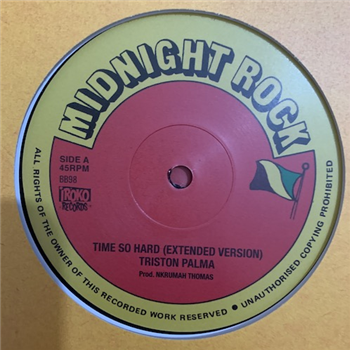 MIDNIGHT ROCK
SIDE A
45RPM
BB98
IROKO
RECORDS
TIME SO HARD (EXTENDED VERSION)
TRISTON PALMA
Prod. NKRUMAH THOMAS
ALL RIGHTS OF THE OWNER OF THIS RECORDED WORK RESERVED ● UNAUTHORISED COPYING PROHIBITED